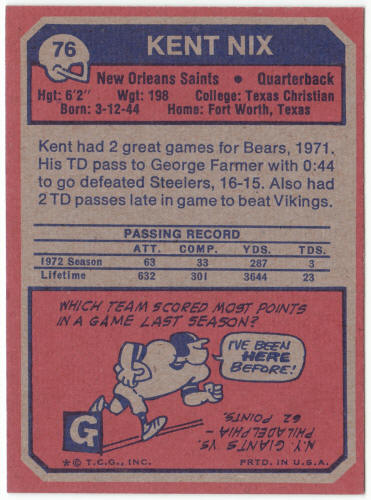 76
KENT NIX
New Orleans Saints • Quarterback
Hgt: 6'2" Wgt: 198 College: Texas Christian
Born: 3-12-44 Home: Fort Worth, Texas
Kent had 2 great games for Bears, 1971.
His TD pass to George Farmer with 0:44
to go defeated Steelers, 16-15. Also had
2 TD passes late in game to beat Vikings.
PASSING RECORD
ATT. COMP. YDS. TDS.
1972 Season 63 33 287 3
Lifetime 632 301 3644 23
WHICH TEAM SCORED MOST POINTS
IN A GAME LAST SEASON?
I'VE BEEN
HERE
BEFORE!
G
N.Y. GIANTS VS.
PHILADELPHIA –
62 POINTS.
* © T.C.G., INC. PRTD. IN U.S.A.